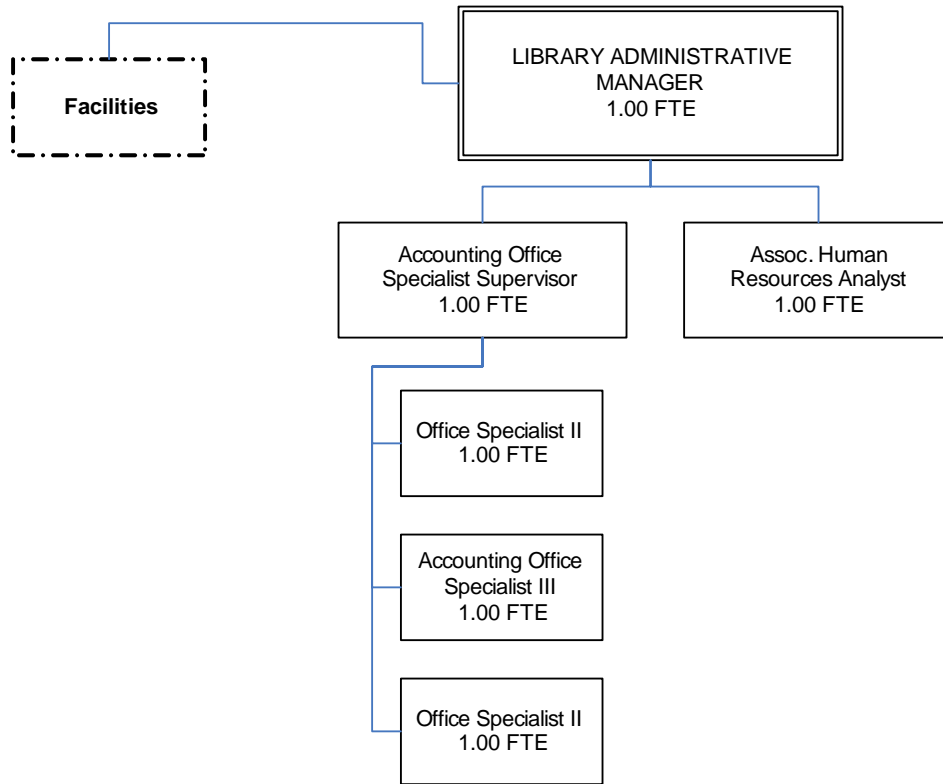 LIBRARY ADMINISTRATIVE
MANAGER
1.00 FTE
Facilities
Accounting Office
Specialist Supervisor
1.00 FTE
Assoc. Human
Resources Analyst
1.00 FTE
Office Specialist II
1.00 FTE
Accounting Office
Specialist III
1.00 FTE
Office Specialist II
1.00 FTE